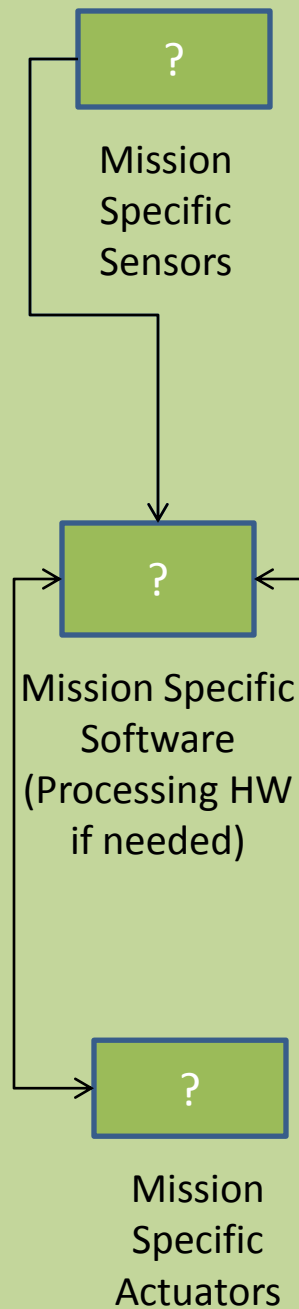 ?
Mission
Specific
Sensors
?
Mission Specific
Software
(Processing HW
if needed)
?
Mission
Specific
Actuators